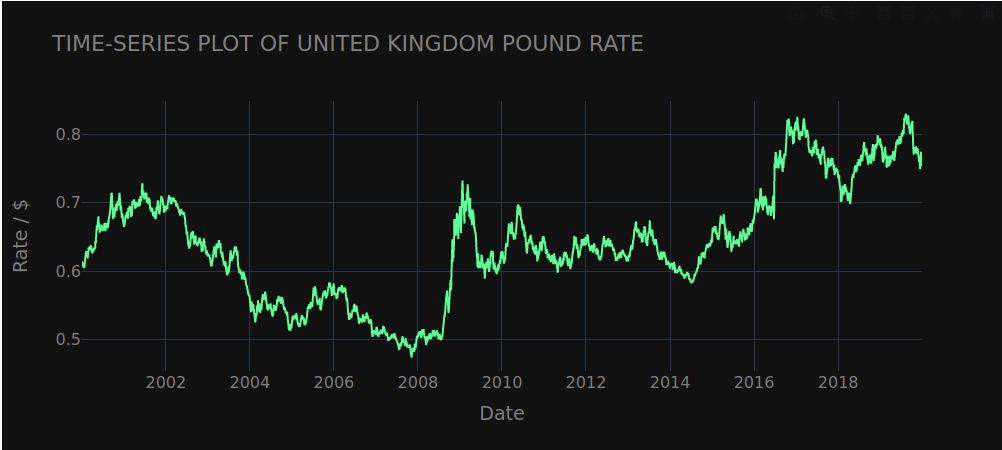 TIME-SERIES PLOT OF UNITED KINGDOM POUND RATE
0.8
0.7
0.6
0.5
Rate / $
2002 2004 2006 2008 2010 2012 2014 2016 2018
Date